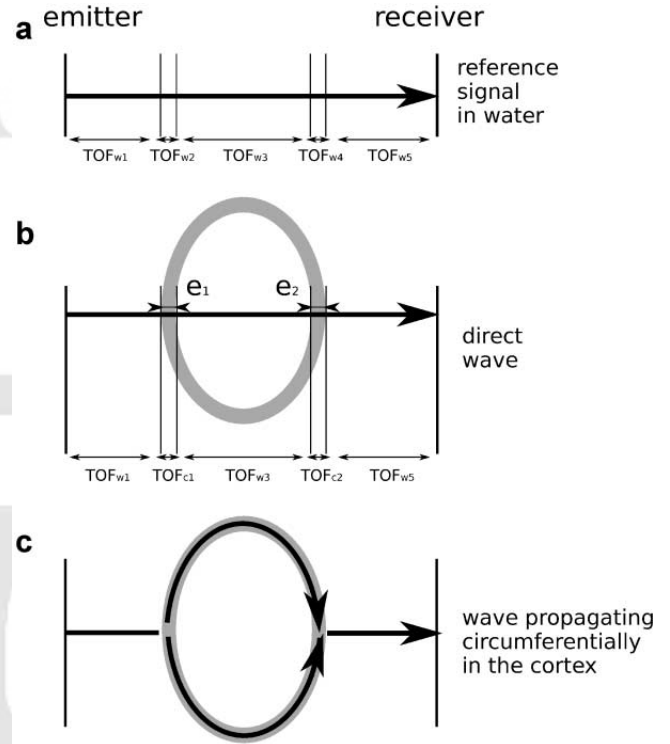 emitter receiver
a
reference
signal
in water
TOFw1 TOFw2 TOFw3 TOFw4 TOFw5
b
e1 e2
direct
wave
TOFw1 TOFc1 TOFw3 TOFc2 TOFw5
c
wave propagating
circumferentially
in the cortex